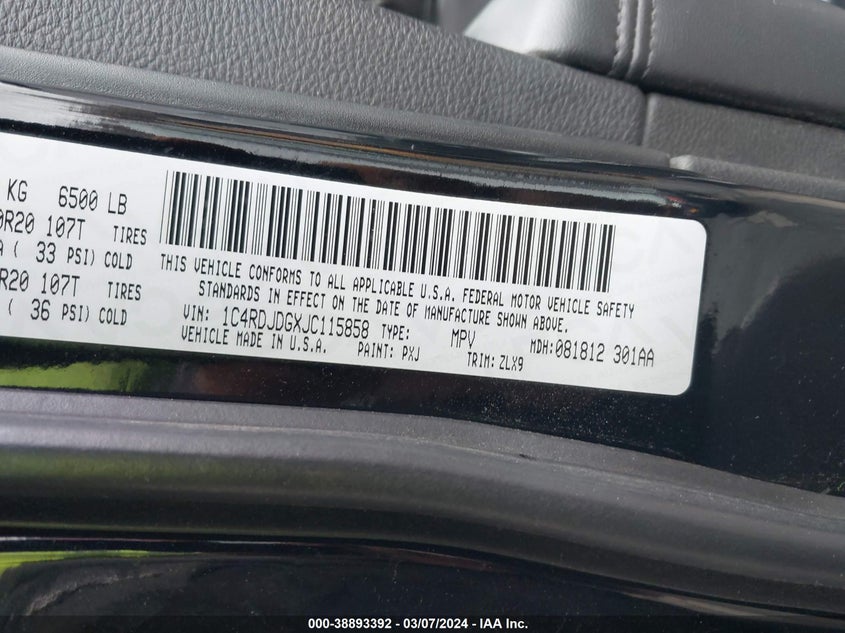 KG 6500 LB
0R20 107T TIRES
( 33 PSI) COLD
R20 107T TIRES
( 36 PSI) COLD
THIS VEHICLE CONFORMS TO ALL APPLICABLE U.S.A. FEDERAL MOTOR VEHICLE SAFETY
STANDARDS IN EFFECT ON THE DATE OF MANUFACTURE SHOWN ABOVE.
VIN: 1C4RDJDGXJC115858 TYPE: MPV MDH:081812 301AA
VEHICLE MADE IN U.S.A. PAINT: PXJ TRIM:ZLX9
000-38893392 — 03/07/2024 — IAA Inc.